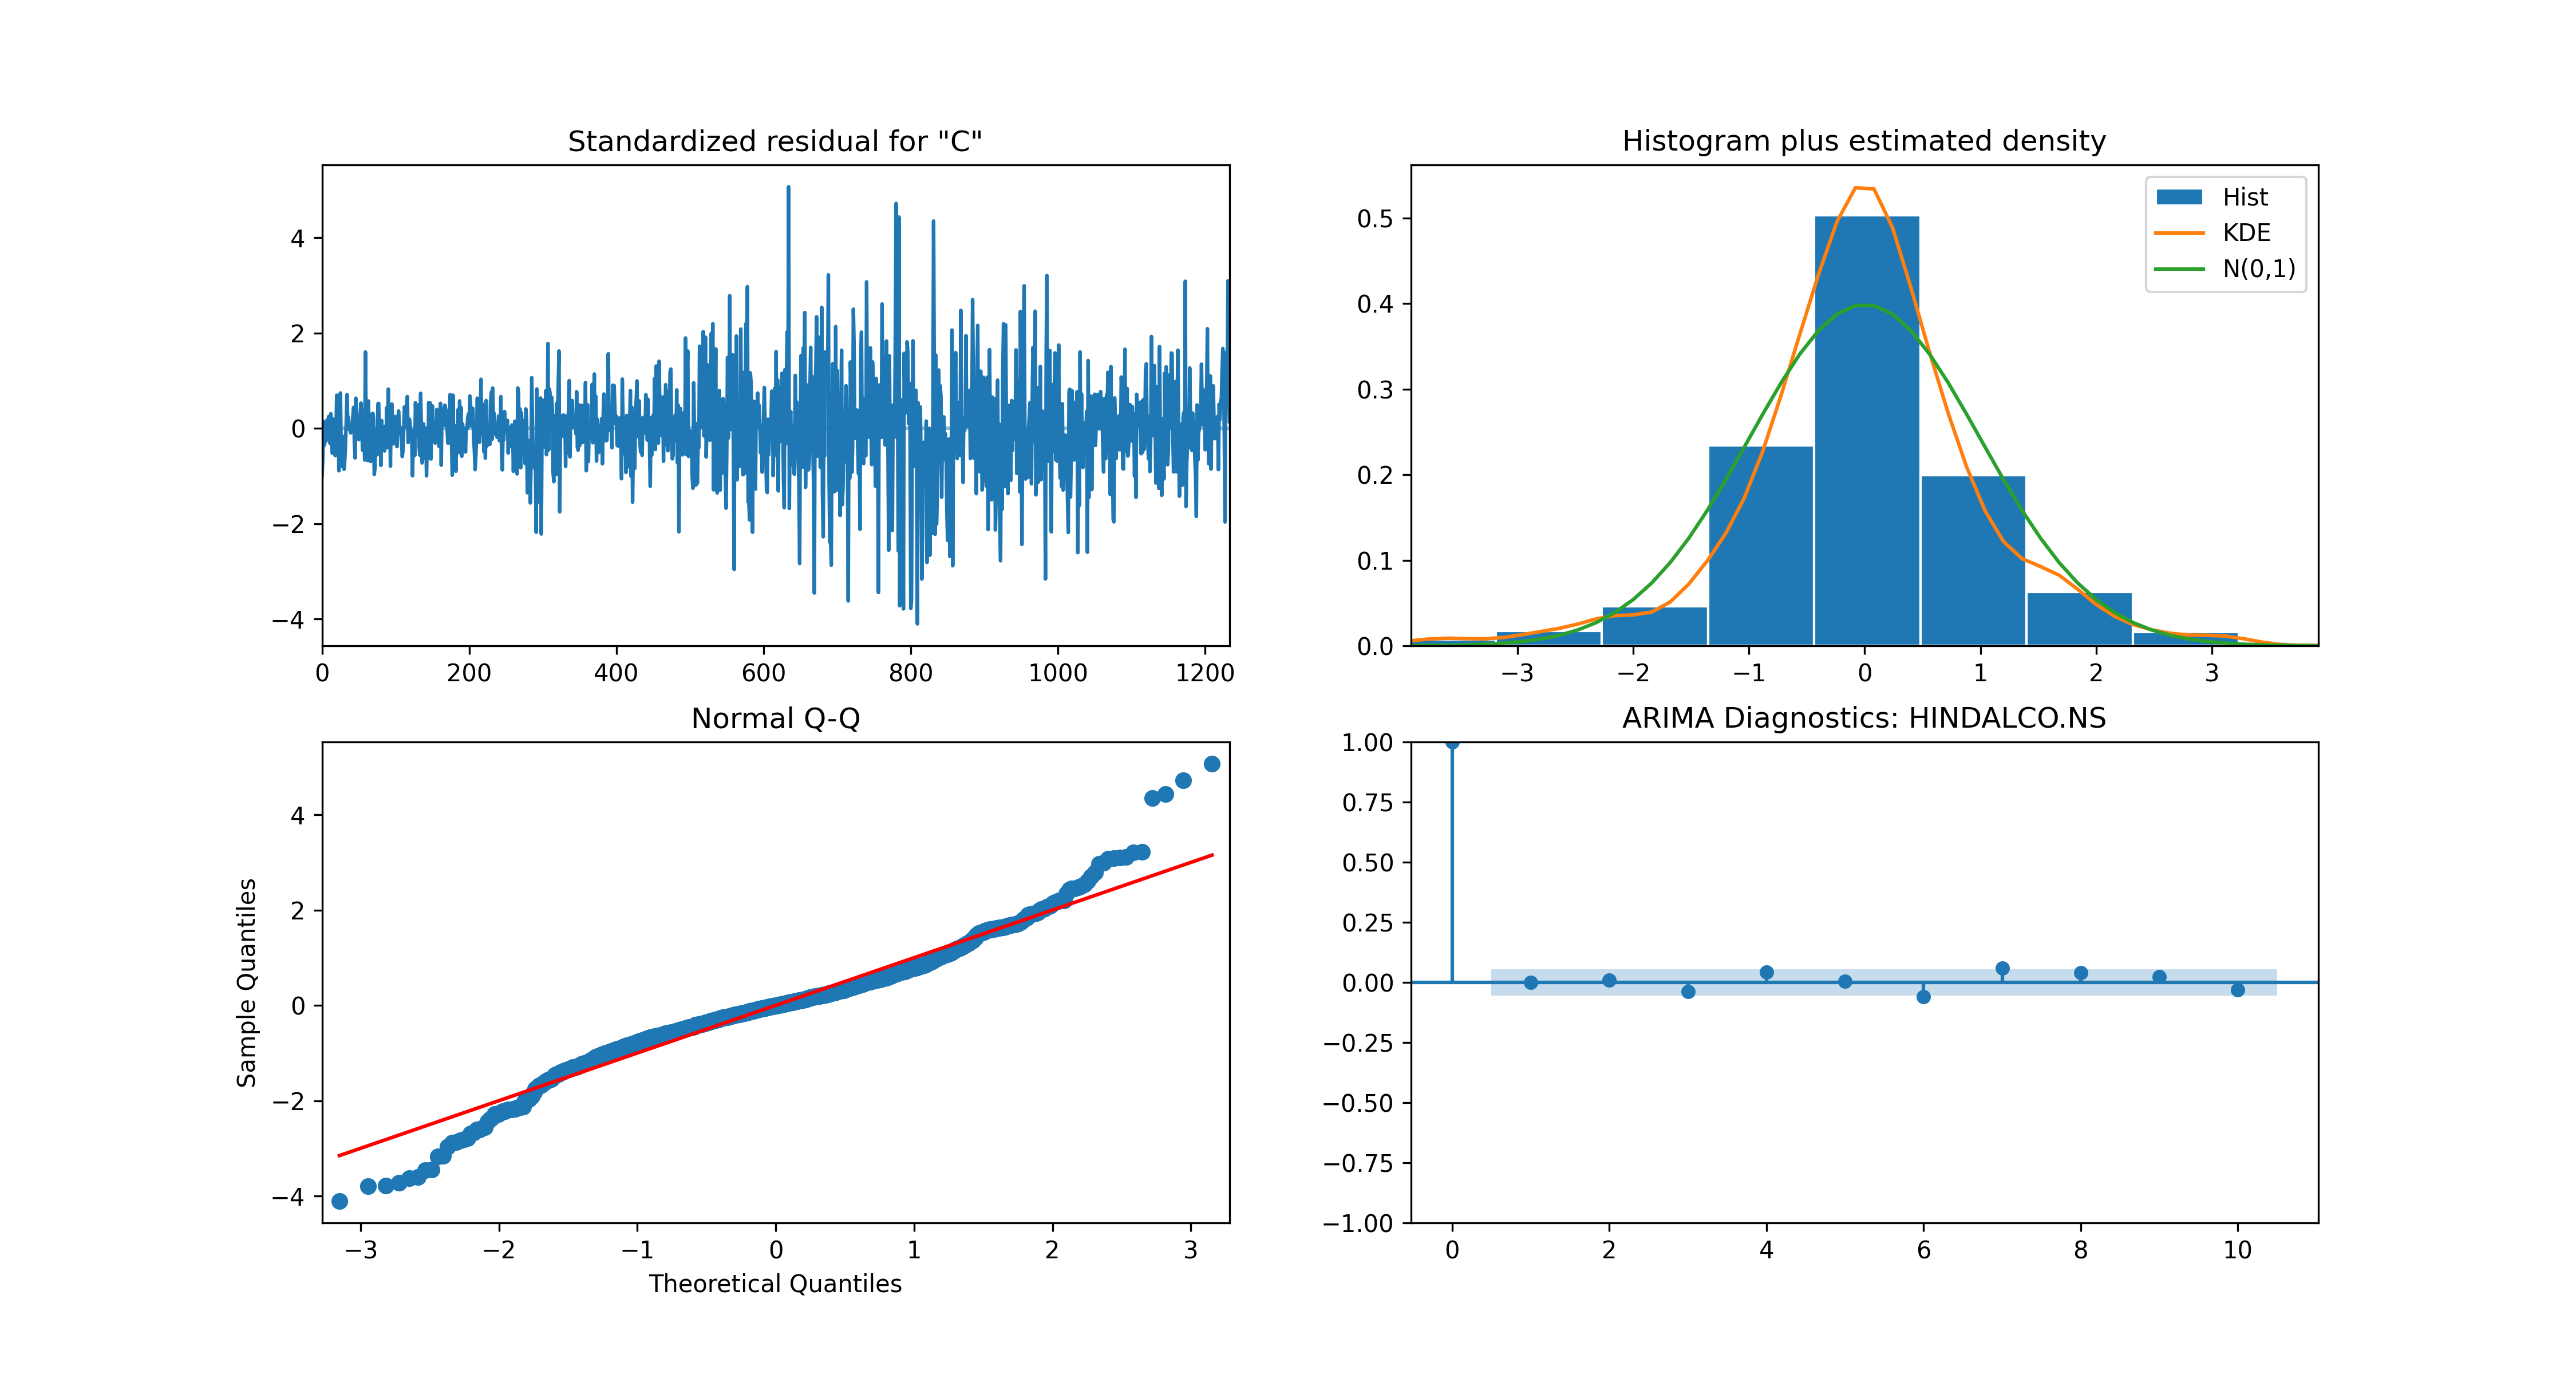 Standardized residual for "C"
4
2
0
−2
−4
0 200 400 600 800 1000 1200
Histogram plus estimated density
Hist
KDE
N(0,1)
0.5
0.4
0.3
0.2
0.1
0.0
−3 −2 −1 0 1 2 3
Normal Q-Q
Sample Quantiles
4
2
0
−2
−4
−3 −2 −1 0 1 2 3
Theoretical Quantiles
ARIMA Diagnostics: HINDALCO.NS
1.00
0.75
0.50
0.25
0.00
−0.25
−0.50
−0.75
−1.00
0 2 4 6 8 10